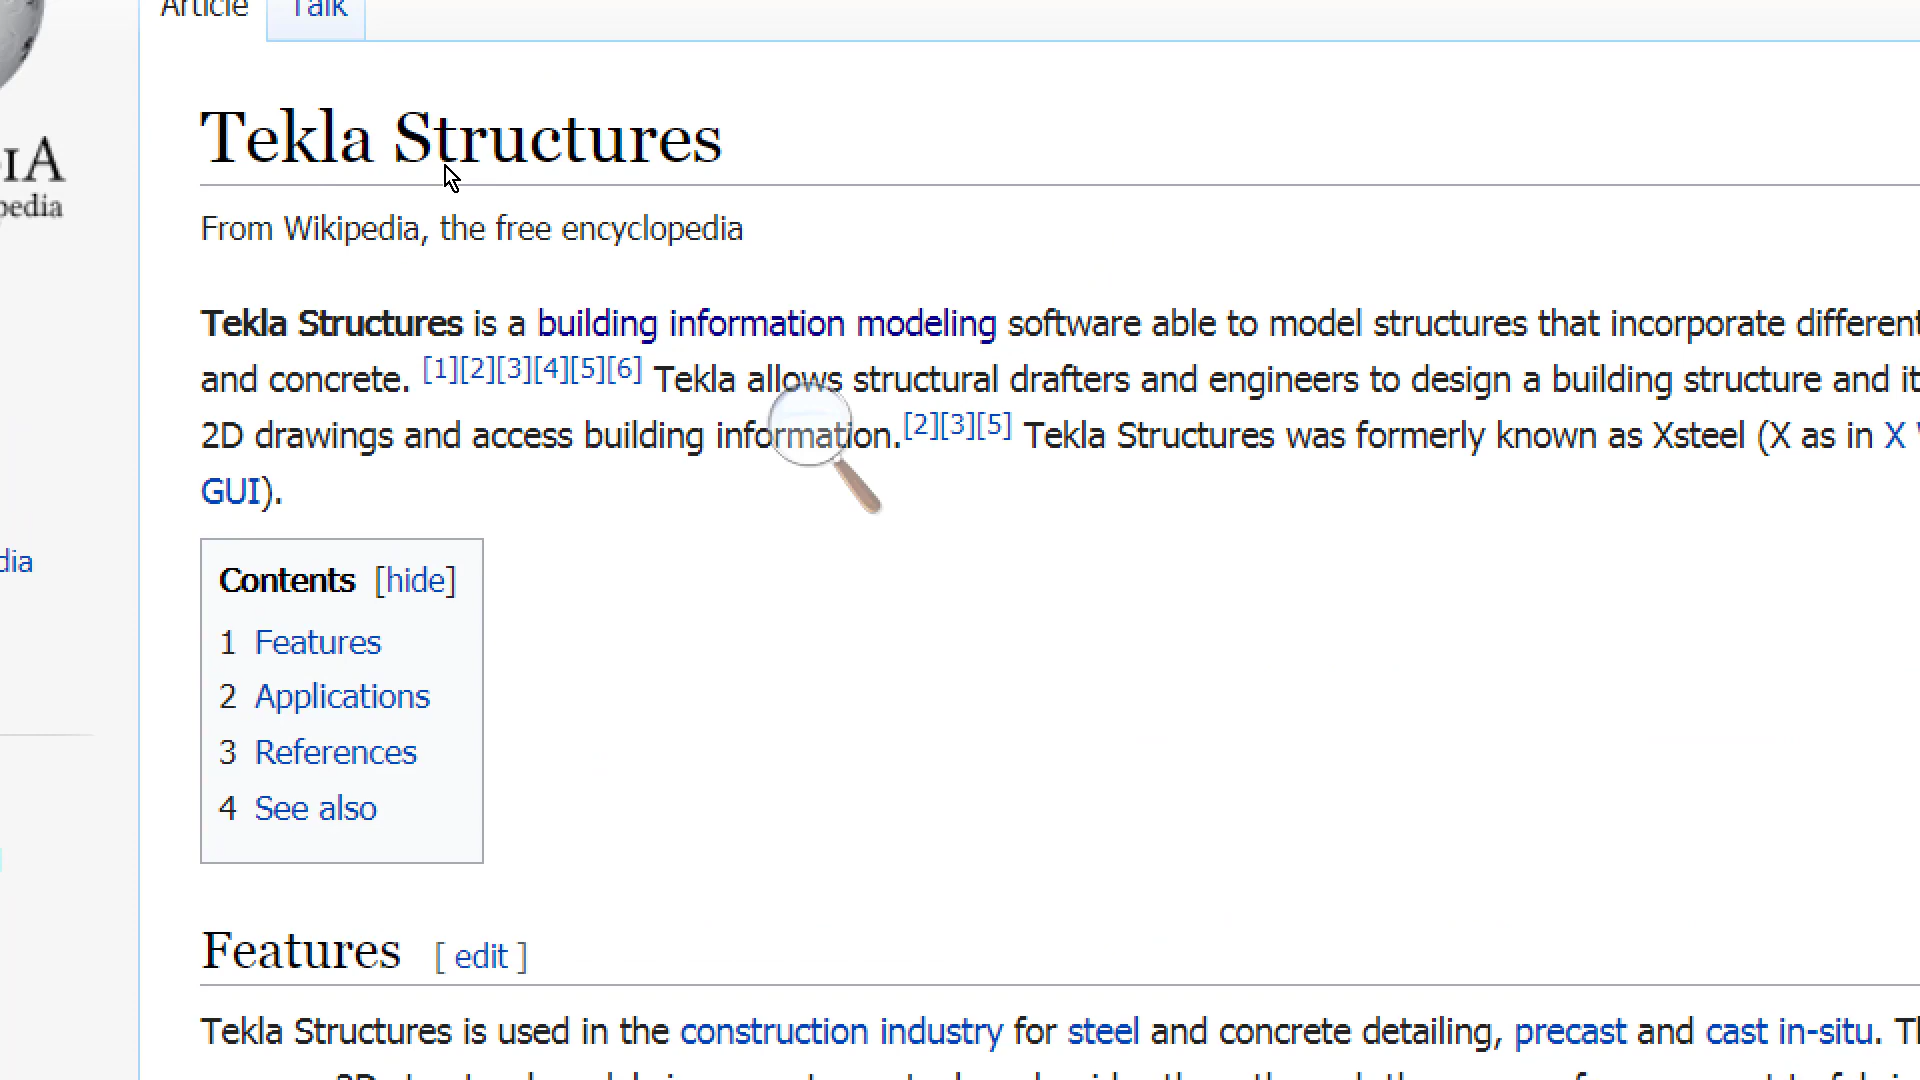 Article Talk
IA
pedia
Tekla Structures
From Wikipedia, the free encyclopedia
Tekla Structures is a building information modeling software able to model structures that incorporate different
and concrete. [1][2][3][4][5][6] Tekla allows structural drafters and engineers to design a building structure and it
2D drawings and access building information.[2][3][5] Tekla Structures was formerly known as Xsteel (X as in X
GUI).
dia
Contents [hide]
1 Features
2 Applications
3 References
4 See also
Features [ edit ]
Tekla Structures is used in the construction industry for steel and concrete detailing, precast and cast in-situ.